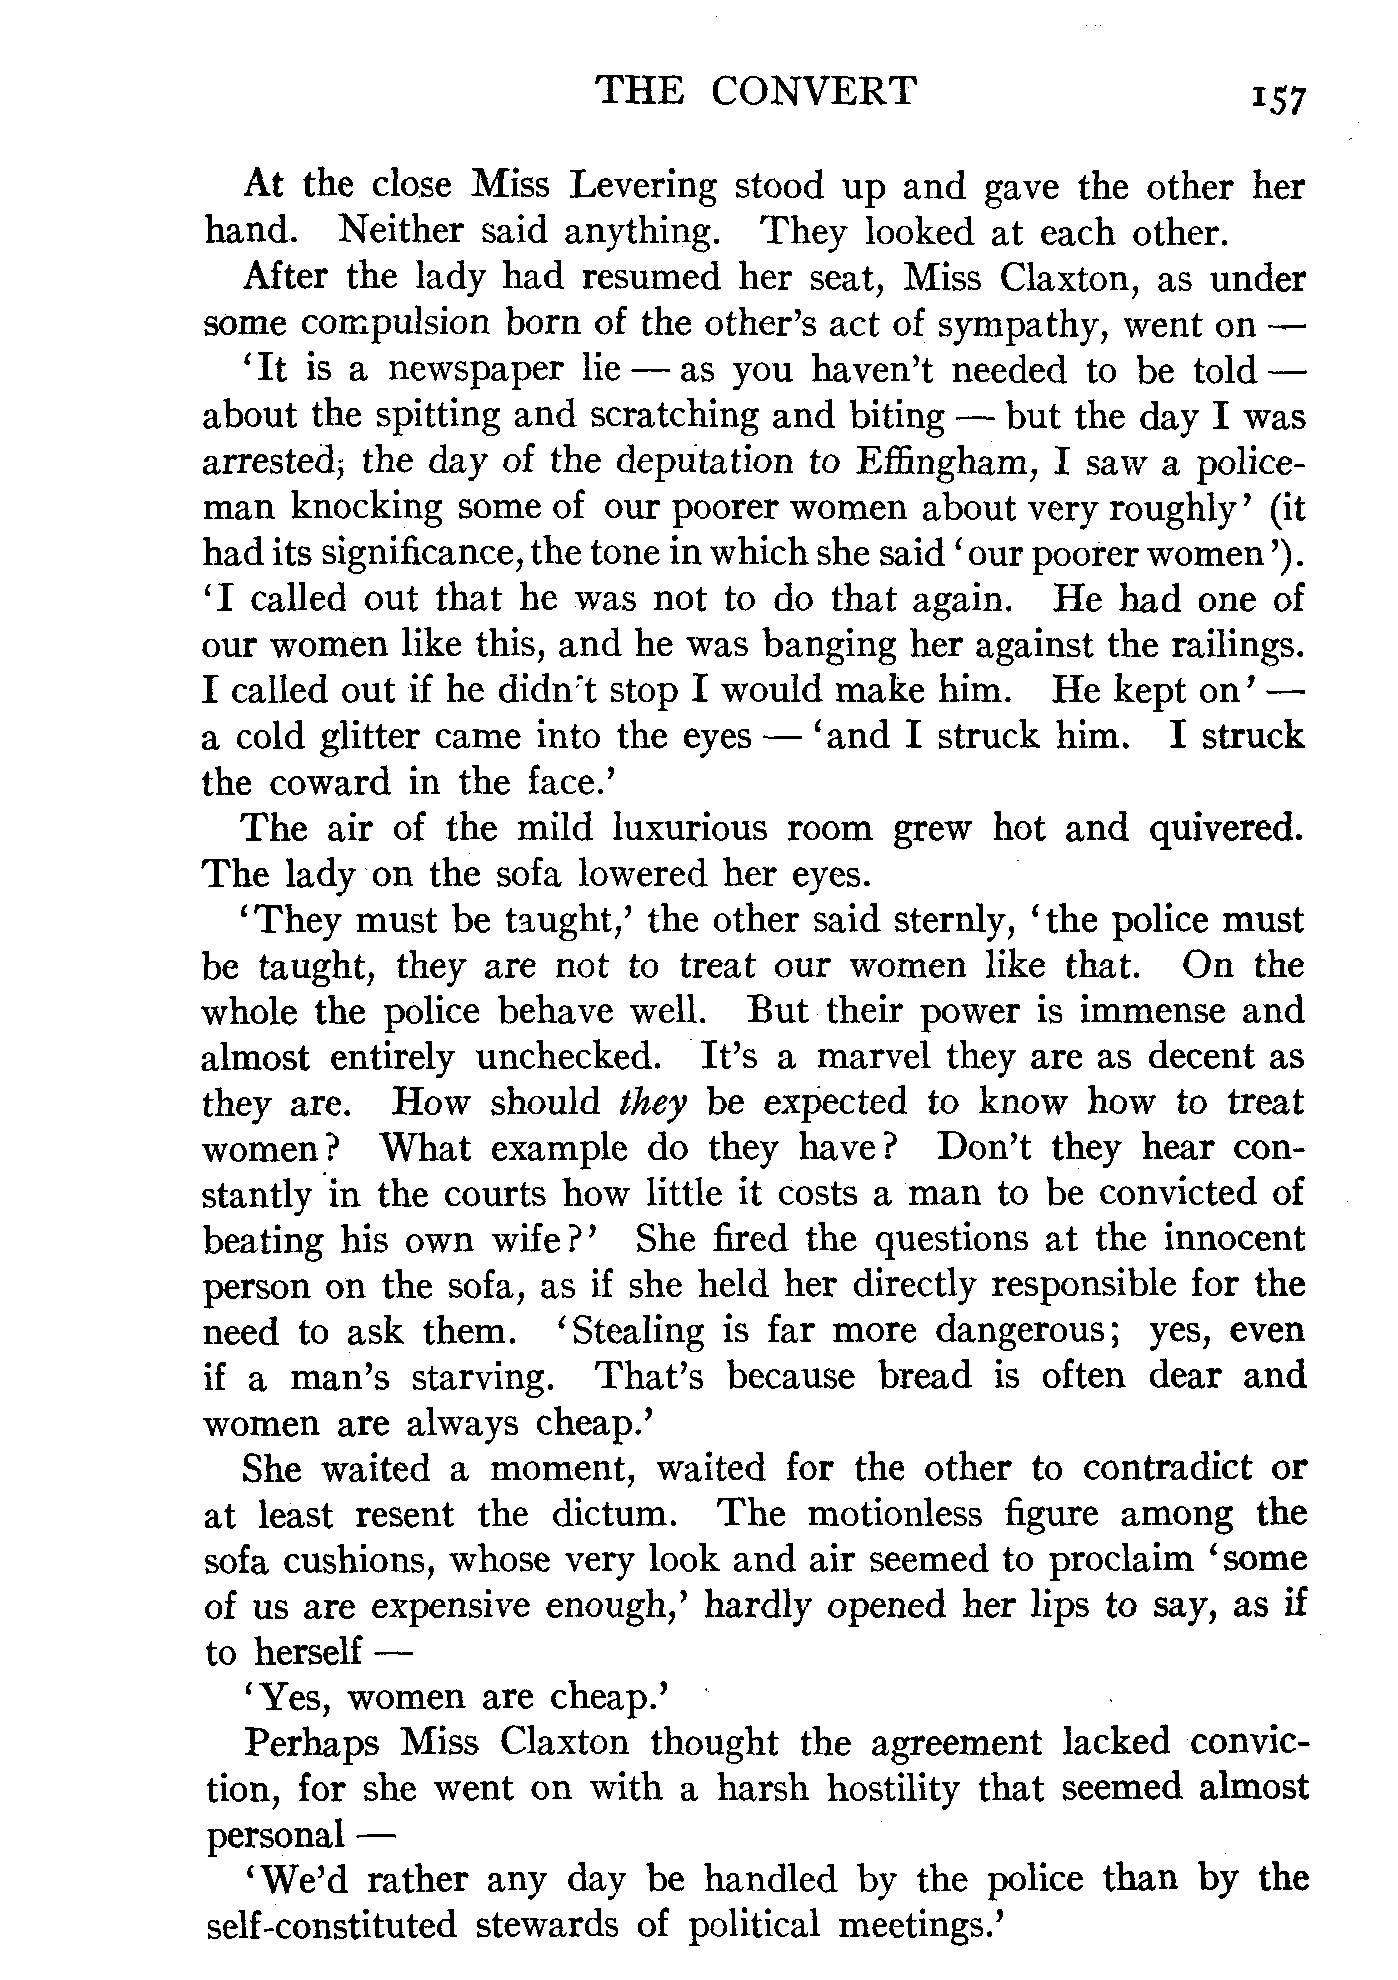 THE CONVERT 157
At the close Miss Levering stood up and gave the other her
hand. Neither said anything. They looked at each other.
After the lady had resumed her seat, Miss Claxton, as under
some compulsion born of the other's act of sympathy, went on —
'It is a newspaper lie — as you haven't needed to be told —
about the spitting and scratching and biting — but the day I was
arrested; the day of the deputation to Effingham, I saw a police-
man knocking some of our poorer women about very roughly' (it
had its significance, the tone in which she said 'our poorer women').
'I called out that he was not to do that again. He had one of
our women like this, and he was banging her against the railings.
I called out if he didn't stop I would make him. He kept on' —
a cold glitter came into the eyes — 'and I struck him. I struck
the coward in the face.'
The air of the mild luxurious room grew hot and quivered.
The lady on the sofa lowered her eyes.
'They must be taught,' the other said sternly, 'the police must
be taught, they are not to treat our women like that. On the
whole the police behave well. But their power is immense and
almost entirely unchecked. It's a marvel they are as decent as
they are. How should they be expected to know how to treat
women? What example do they have? Don't they hear con-
stantly in the courts how little it costs a man to be convicted of
beating his own wife?' She fired the questions at the innocent
person on the sofa, as if she held her directly responsible for the
need to ask them. 'Stealing is far more dangerous; yes, even
if a man's starving. That's because bread is often dear and
women are always cheap.'
She waited a moment, waited for the other to contradict or
at least resent the dictum. The motionless figure among the
sofa cushions, whose very look and air seemed to proclaim 'some
of us are expensive enough,' hardly opened her lips to say, as if
to herself —
'Yes, women are cheap.'
Perhaps Miss Claxton thought the agreement lacked convic-
tion, for she went on with a harsh hostility that seemed almost
personal —
'We'd rather any day be handled by the police than by the
self-constituted stewards of political meetings.'